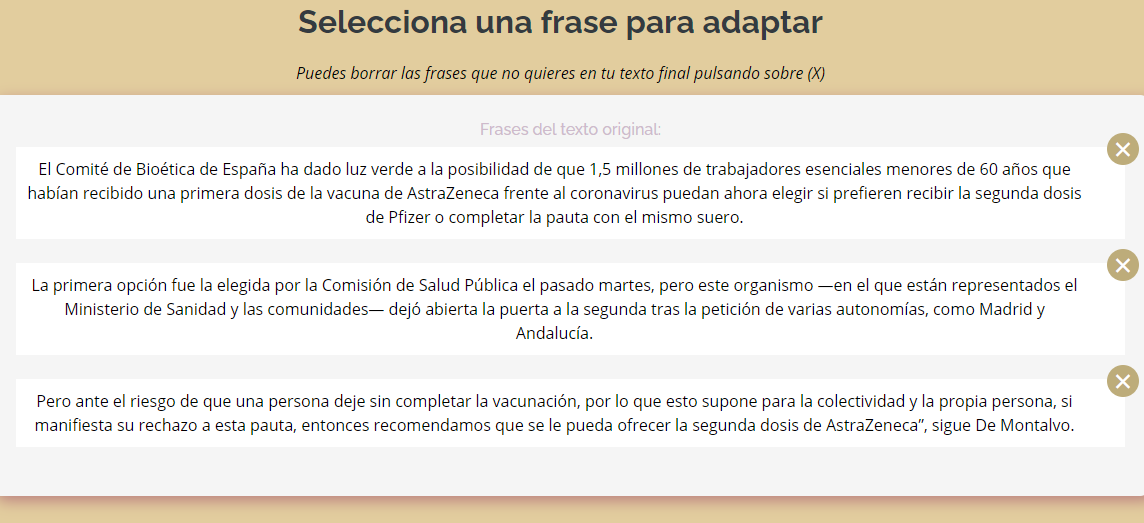 Selecciona una frase para adaptar
Puedes borrar las frases que no quieres en tu texto final pulsando sobre (X)
Frases del texto original:
El Comité de Bioética de España ha dado luz verde a la posibilidad de que 1,5 millones de trabajadores esenciales menores de 60 años que
habían recibido una primera dosis de la vacuna de AstraZeneca frente al coronavirus puedan ahora elegir si prefieren recibir la segunda dosis
de Pfizer o completar la pauta con el mismo suero.
La primera opción fue la elegida por la Comisión de Salud Pública el pasado martes, pero este organismo —en el que están representados el
Ministerio de Sanidad y las comunidades— dejó abierta la puerta a la segunda tras la petición de varias autonomías, como Madrid y
Andalucía.
Pero ante el riesgo de que una persona deje sin completar la vacunación, por lo que esto supone para la colectividad y la propia persona, si
manifiesta su rechazo a esta pauta, entonces recomendamos que se le pueda ofrecer la segunda dosis de AstraZeneca”, sigue De Montalvo.